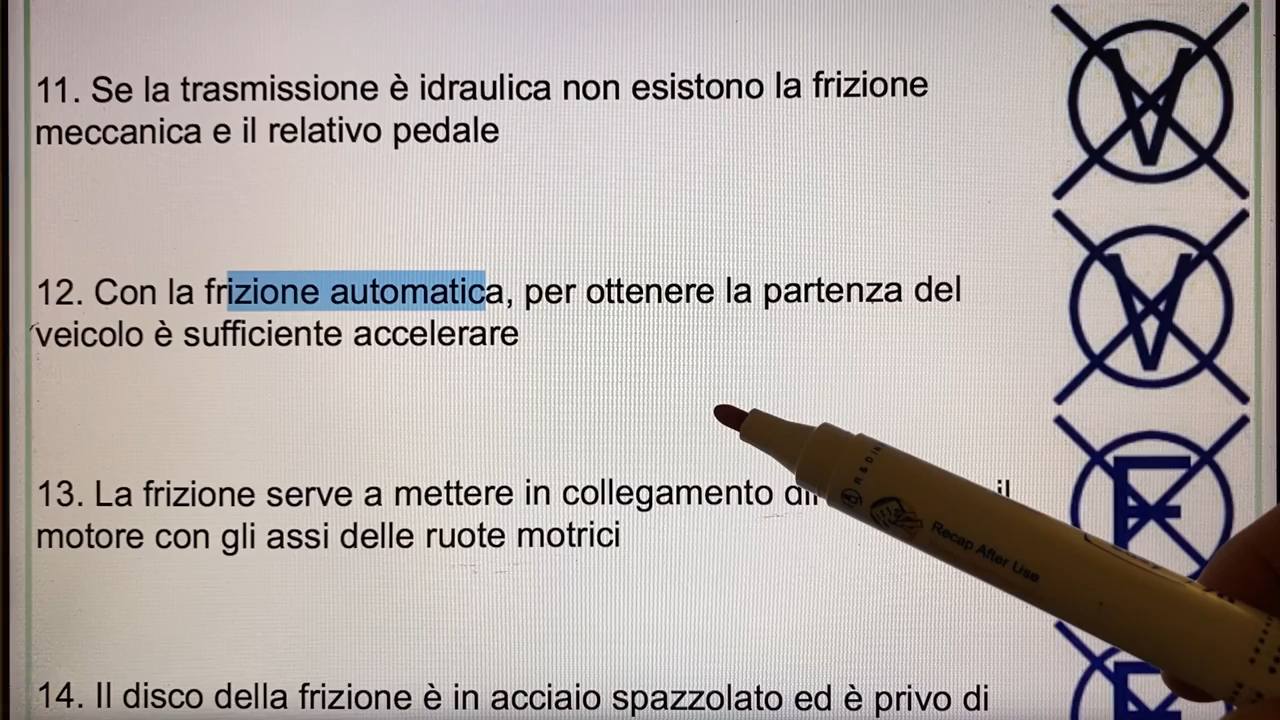 11. Se la trasmissione è idraulica non esistono la frizione
meccanica e il relativo pedale
V
12. Con la frizione automatica, per ottenere la partenza del
veicolo è sufficiente accelerare
V
13. La frizione serve a mettere in collegamento il
motore con gli assi delle ruote motrici
F
14. Il disco della frizione è in acciaio spazzolato ed è privo di
Recap After Use